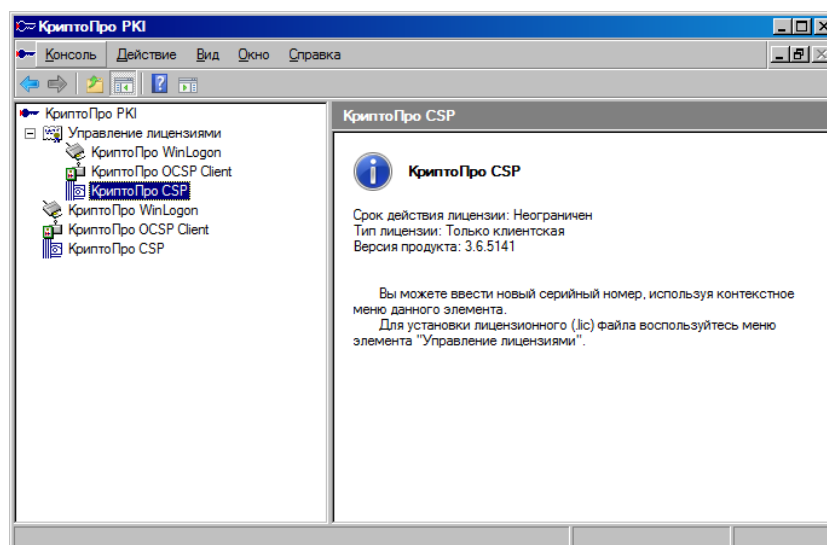 КриптоПро PKI
Консоль Действие Вид Окно Справка
КриптоПро PKI
Управление лицензиями
КриптоПро WinLogon
КриптоПро OCSP Client
КриптоПро CSP
КриптоПро WinLogon
КриптоПро OCSP Client
КриптоПро CSP
КриптоПро CSP
КриптоПро CSP
Срок действия лицензии: Неограничен
Тип лицензии: Только клиентская
Версия продукта: 3.6.5141
Вы можете ввести новый серийный номер, используя контекстное
меню данного элемента.
Для установки лицензионного (.lic) файла воспользуйтесь меню
элемента "Управление лицензиями".